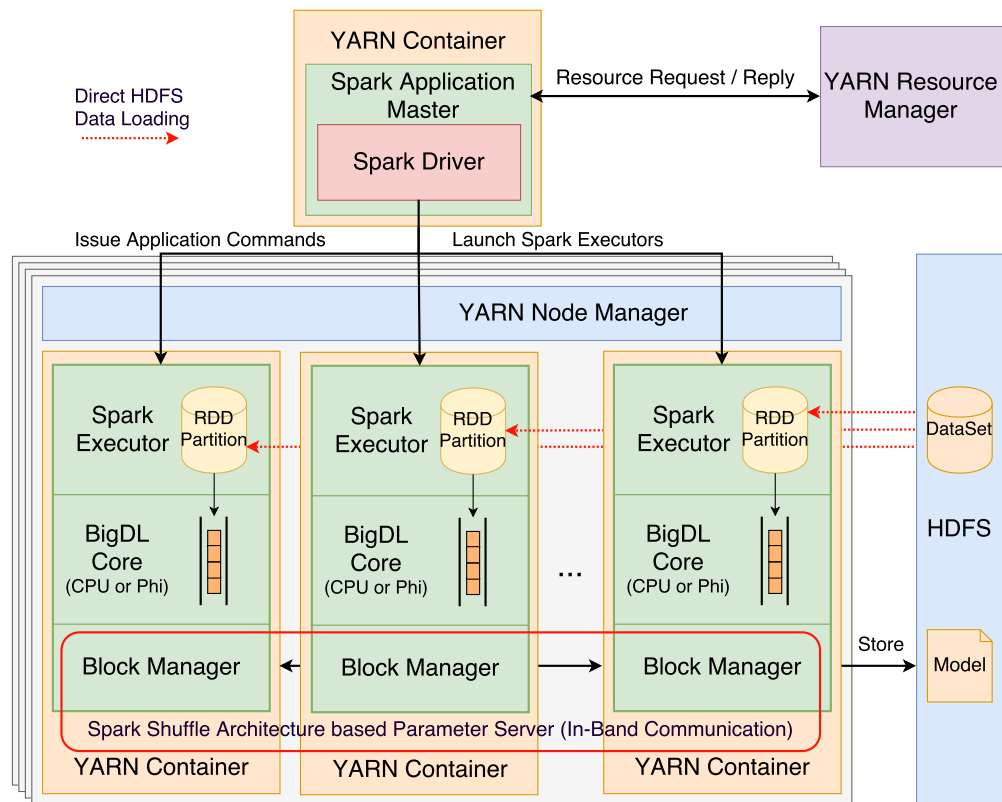 YARN Container
Spark Application
Master
Spark Driver
Resource Request / Reply
YARN Resource
Manager
Direct HDFS
Data Loading
Issue Application Commands
Launch Spark Executors
YARN Node Manager
Spark
Executor
RDD
Partition
Spark
Executor
RDD
Partition
Spark
Executor
RDD
Partition
DataSet
HDFS
BigDL
Core
(CPU or Phi)
BigDL
Core
(CPU or Phi)
...
BigDL
Core
(CPU or Phi)
Block Manager
Block Manager
Block Manager
Store
Model
Spark Shuffle Architecture based Parameter Server (In-Band Communication)
YARN Container
YARN Container
YARN Container